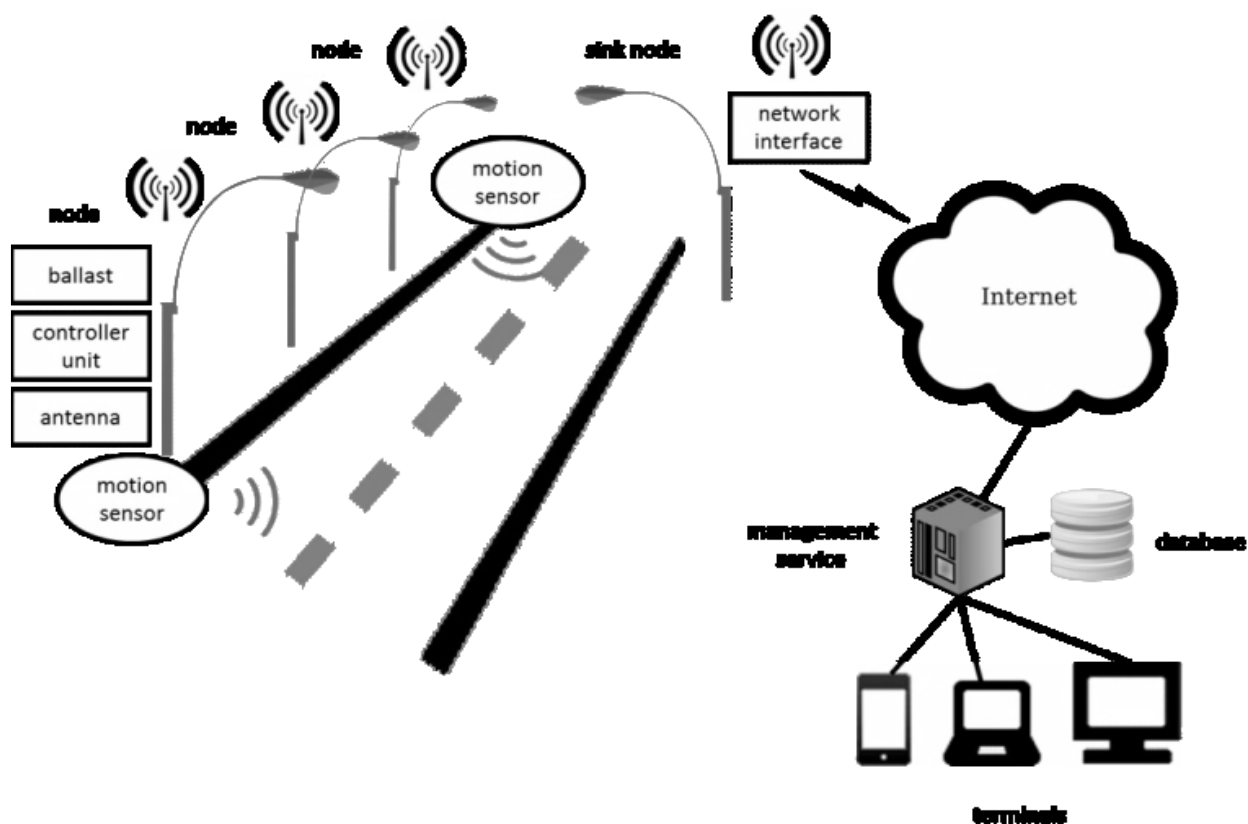 node
sink node
node
network
interface
motion
sensor
node
ballast
controller
unit
antenna
Internet
motion
sensor
management
service
database
terminals